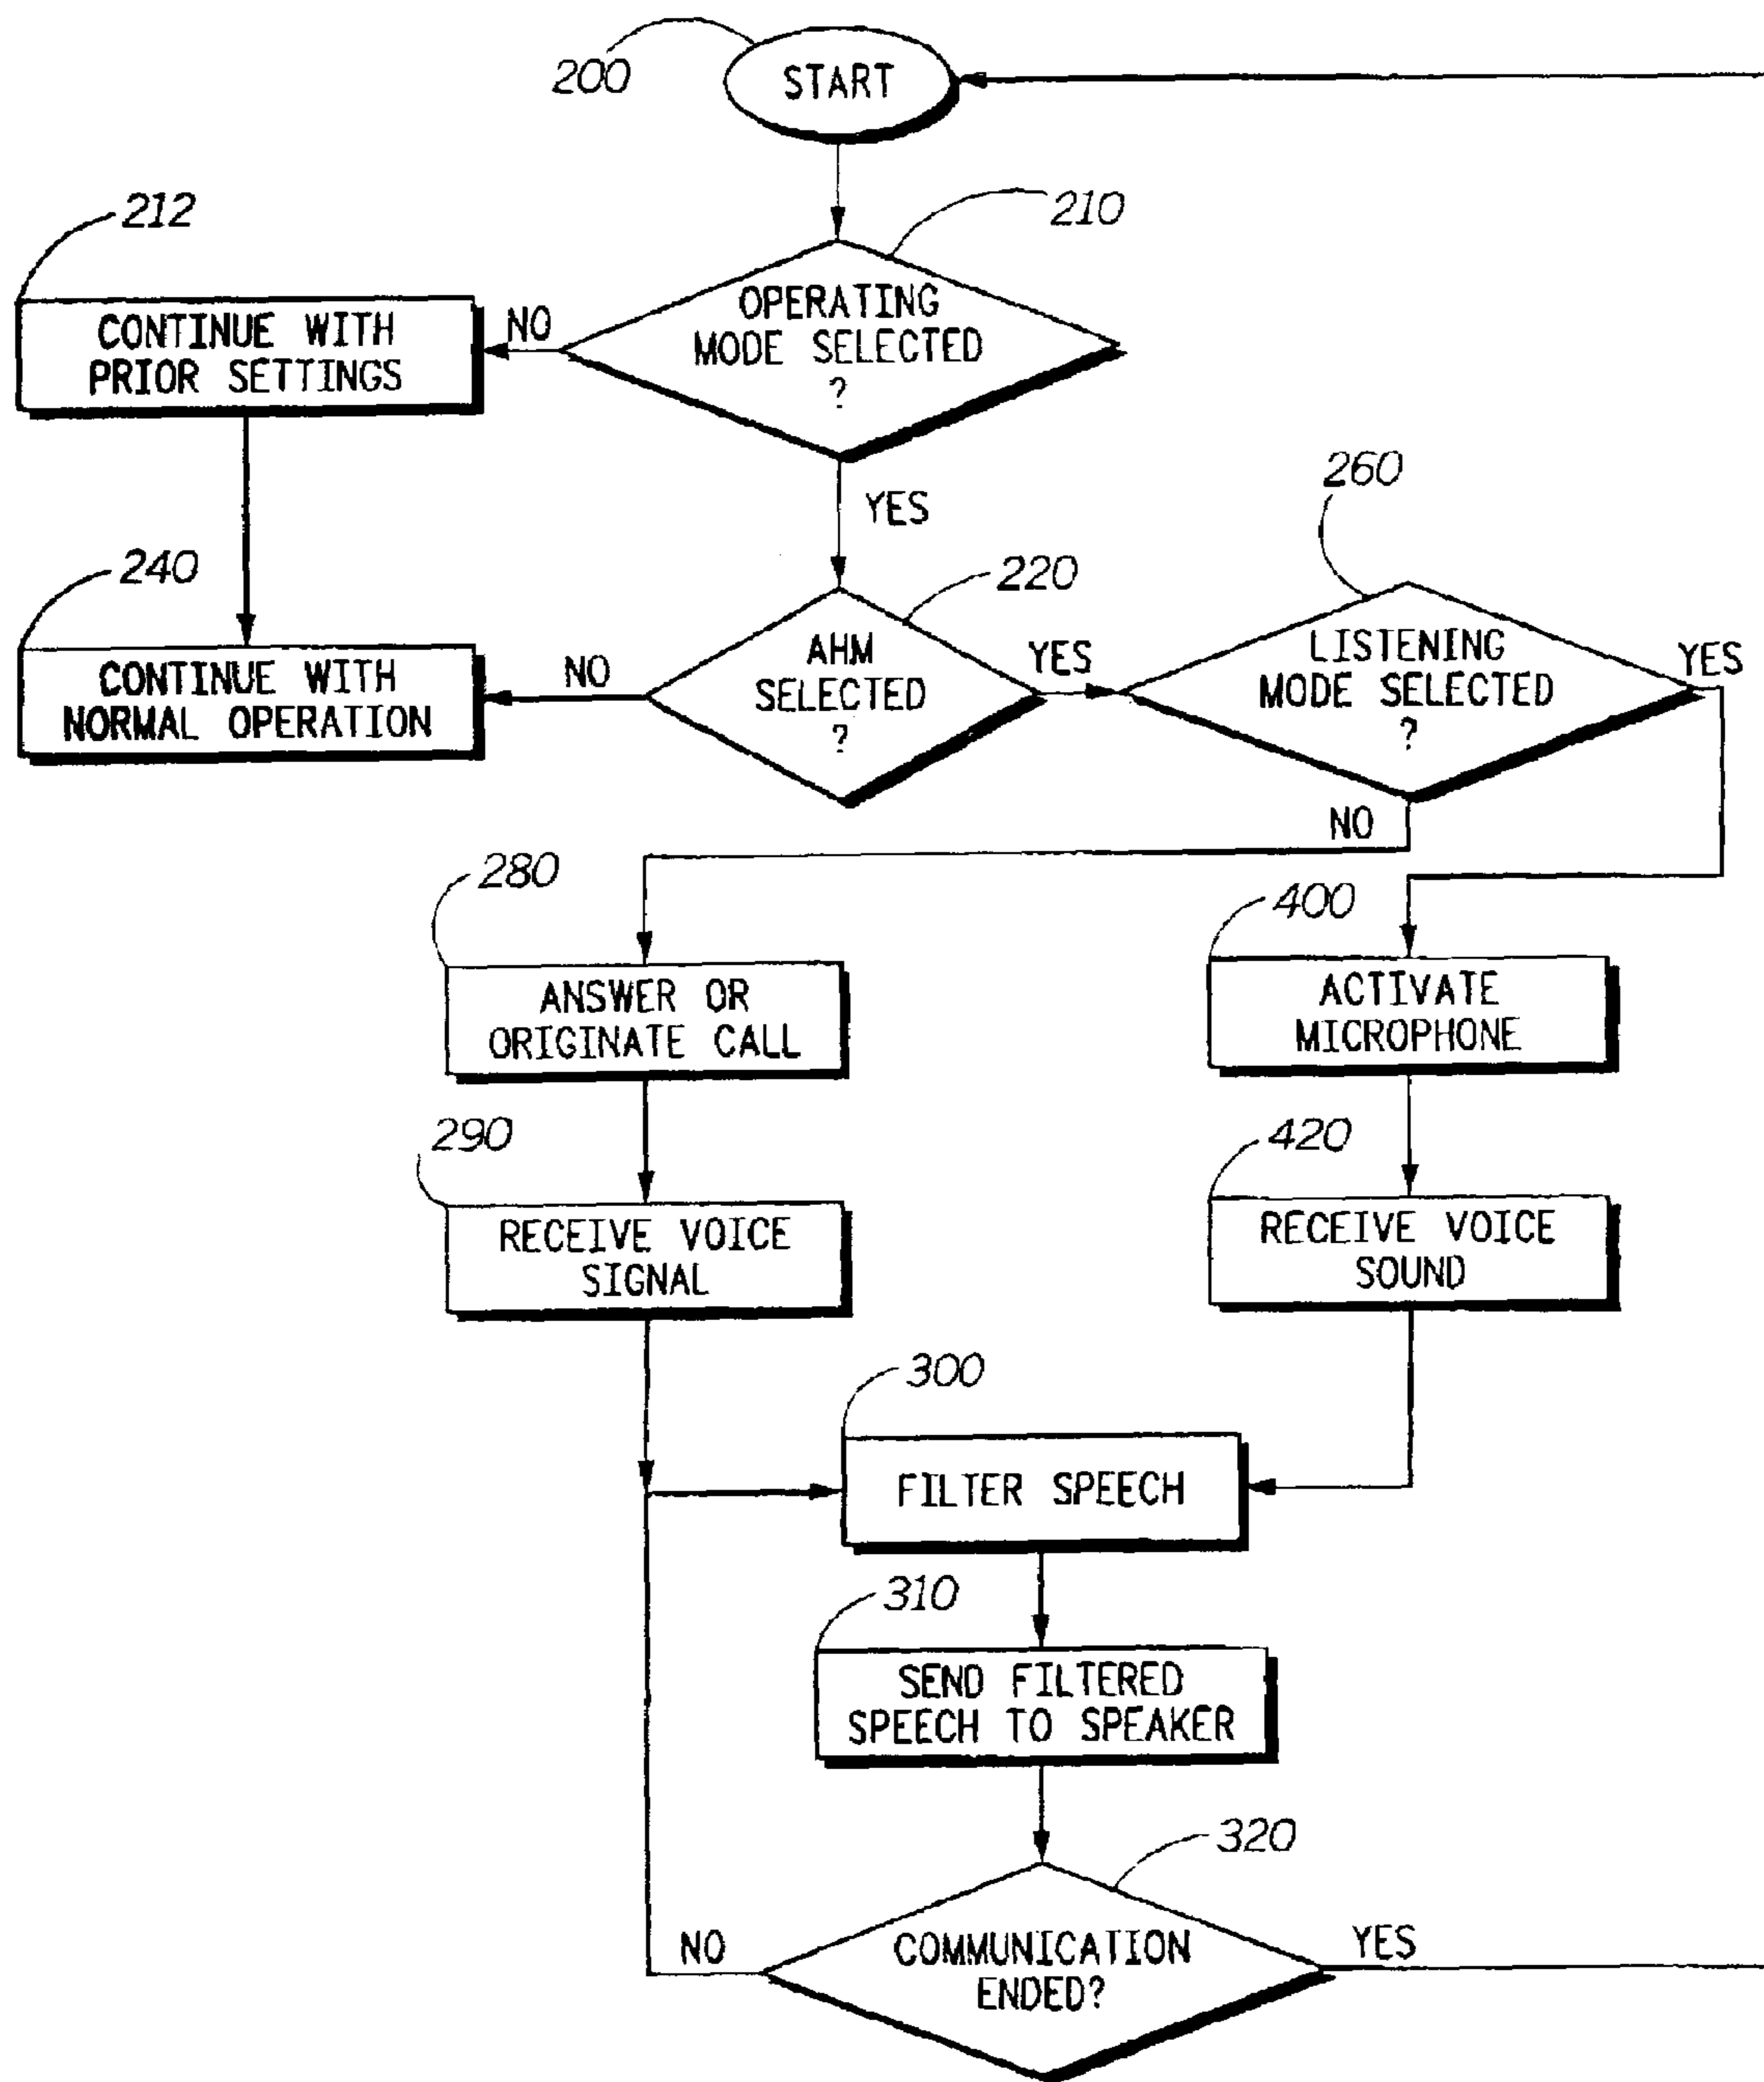 200
START
212
210
OPERATING
MODE SELECTED
?
NO
CONTINUE WITH
PRIOR SETTINGS
YES
260
240
220
AHM
SELECTED
?
YES
LISTENING
MODE SELECTED
?
YES
NO
CONTINUE WITH
NORMAL OPERATION
NO
280
400
ANSWER OR
ORIGINATE CALL
ACTIVATE
MICROPHONE
290
420
RECEIVE VOICE
SIGNAL
RECEIVE VOICE
SOUND
300
FILTER SPEECH
310
SEND FILTERED
SPEECH TO SPEAKER
320
NO
COMMUNICATION
ENDED?
YES